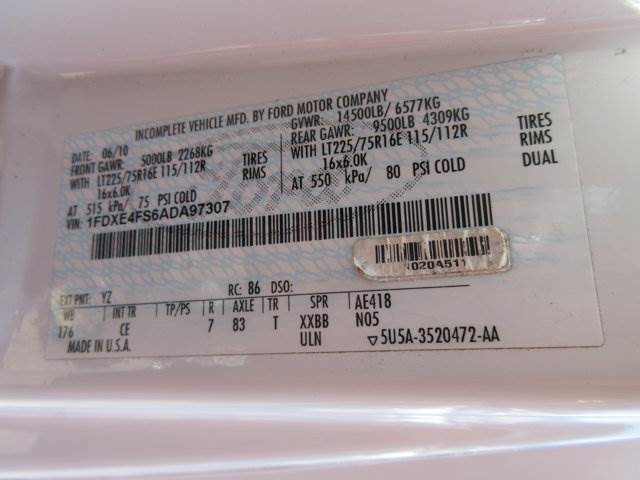 INCOMPLETE VEHICLE MFD. BY FORD MOTOR COMPANY
DATE: 06/10 GVWR: 14500LB/ 6577KG
FRONT GAWR: 5000LB 2268KG REAR GAWR: 9500LB 4309KG
WITH LT225/75R16E 115/112R TIRES WITH LT225/75R16E 115/112R TIRES
16x6.0K RIMS 16x6.0K RIMS
AT 515 kPa/ 75 PSI COLD AT 550 kPa/ 80 PSI COLD DUAL
VIN: 1FDXE4FS6ADA97307
0204511
EXT PNT: YZ RC: 86 DSO:
WB INT TR TP/PS R AXLE TR SPR AE418
176 CE 7 83 T XXBB N05
MADE IN U.S.A. ULN ▽5U5A-3520472-AA